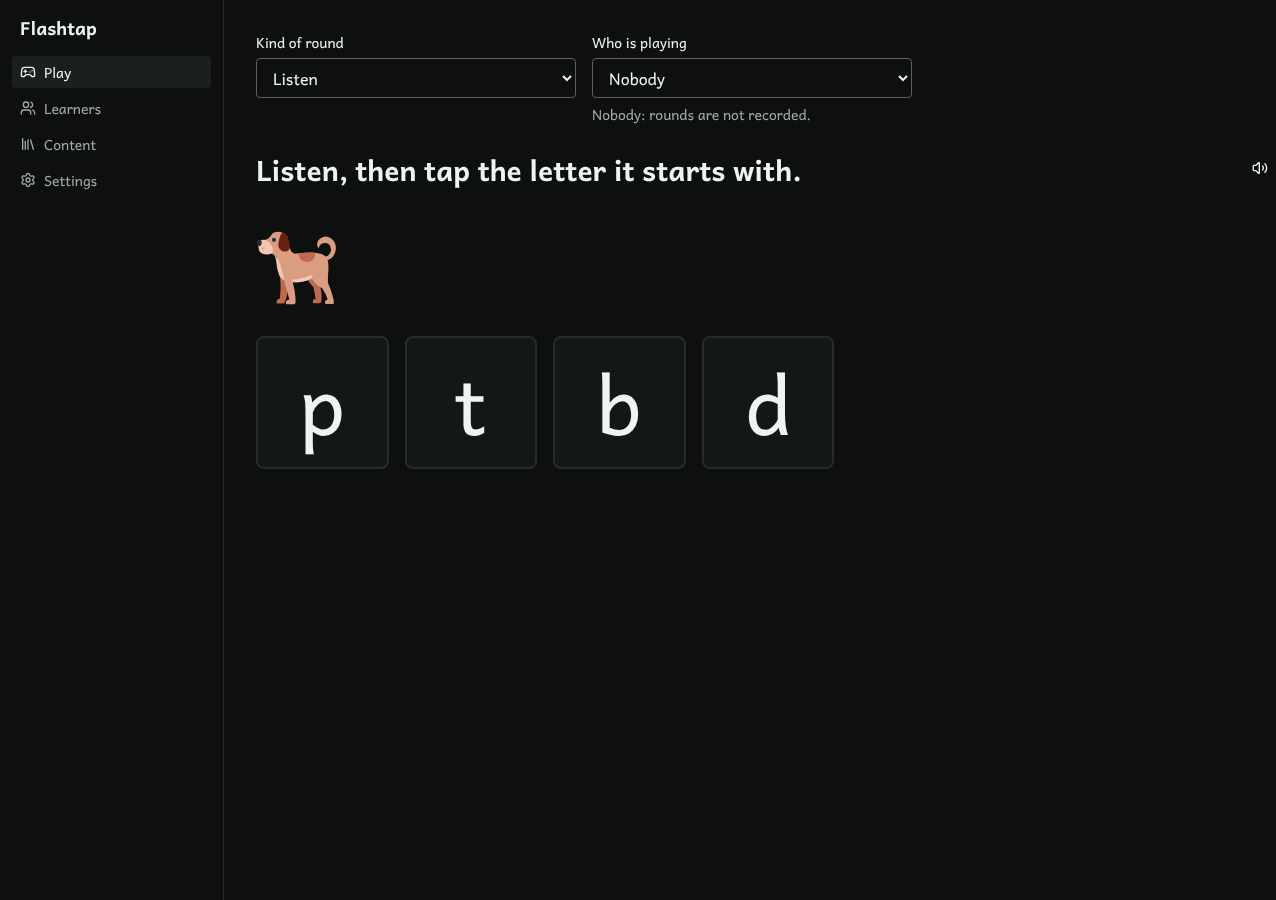 Flashtap
Play
Learners
Content
Settings
Kind of round
Listen
Who is playing
Nobody
Nobody: rounds are not recorded.
Listen, then tap the letter it starts with.
p
t
b
d